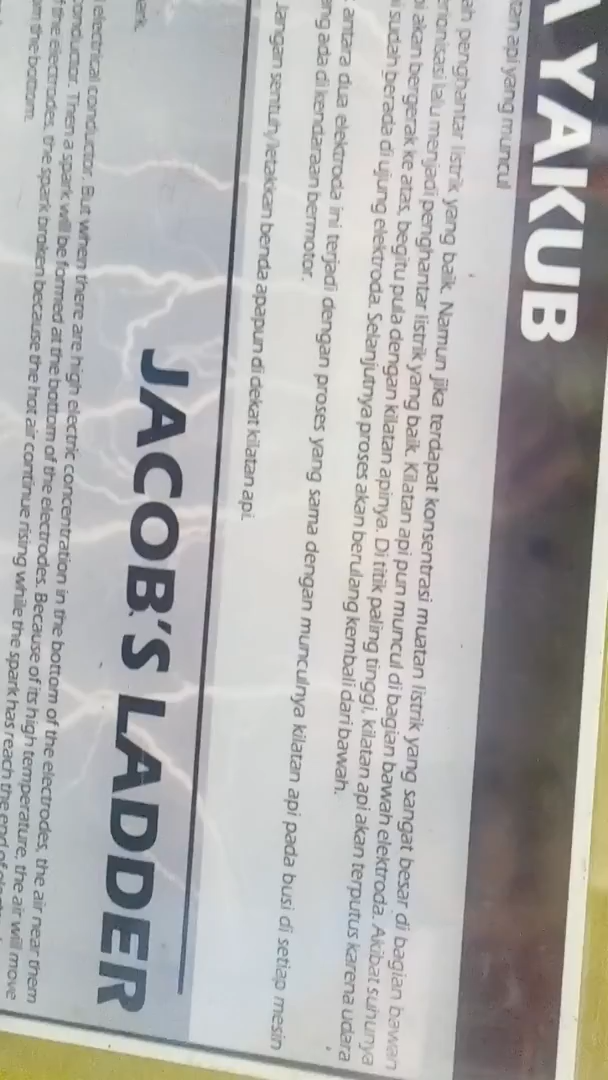 YAKUB
api yang muncul
penghantar listrik yang baik. Namun jika terdapat konsentrasi muatan listrik yang sangat besar di bagian bawah
lalu menjadi penghantar listrik yang baik. Kilatan api pun muncul di bagian bawah elektroda. Akibat suhunya
akan bergerak ke atas, begitu pula dengan kilatan apinya. Di titik paling tinggi, kilatan api akan terputus karena udara
sudah berada di ujung elektroda. Selanjutnya proses akan berulang kembali dari bawah.
antara dua elektroda ini terjadi dengan proses yang sama dengan munculnya kilatan api pada busi di setiap mesin
ada di kendaraan bermotor.
Jangan sentuh/letakkan benda apapun di dekat kilatan api.
JACOB'S LADDER
electrical conductor. But when there are high electric concentration in the bottom of the electrodes, the air near them
conductor. Them a spark will be formed at the bottom of the electrodes. Because of its high temperature, the air will move
the electrodes, the spark broken because the hot air continue rising while the spark has reach the end of
the bottom.